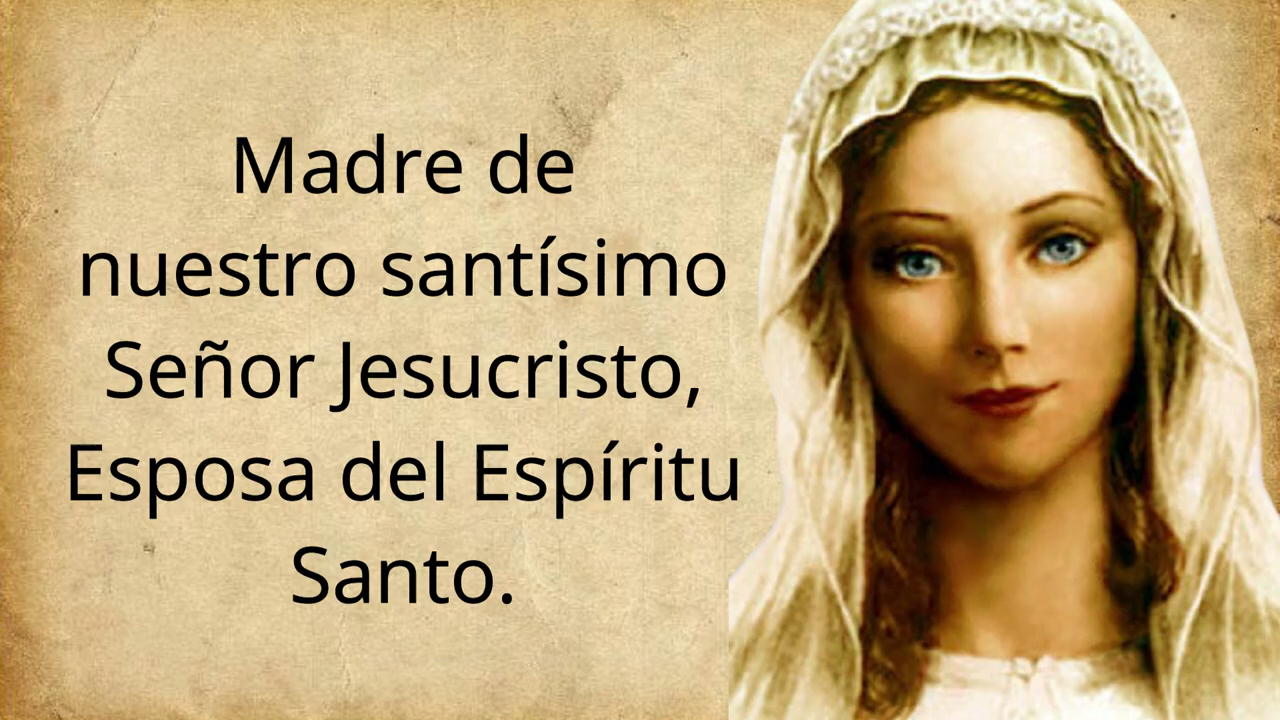 Madre de
nuestro santísimo
Señor Jesucristo,
Esposa del Espíritu
Santo.